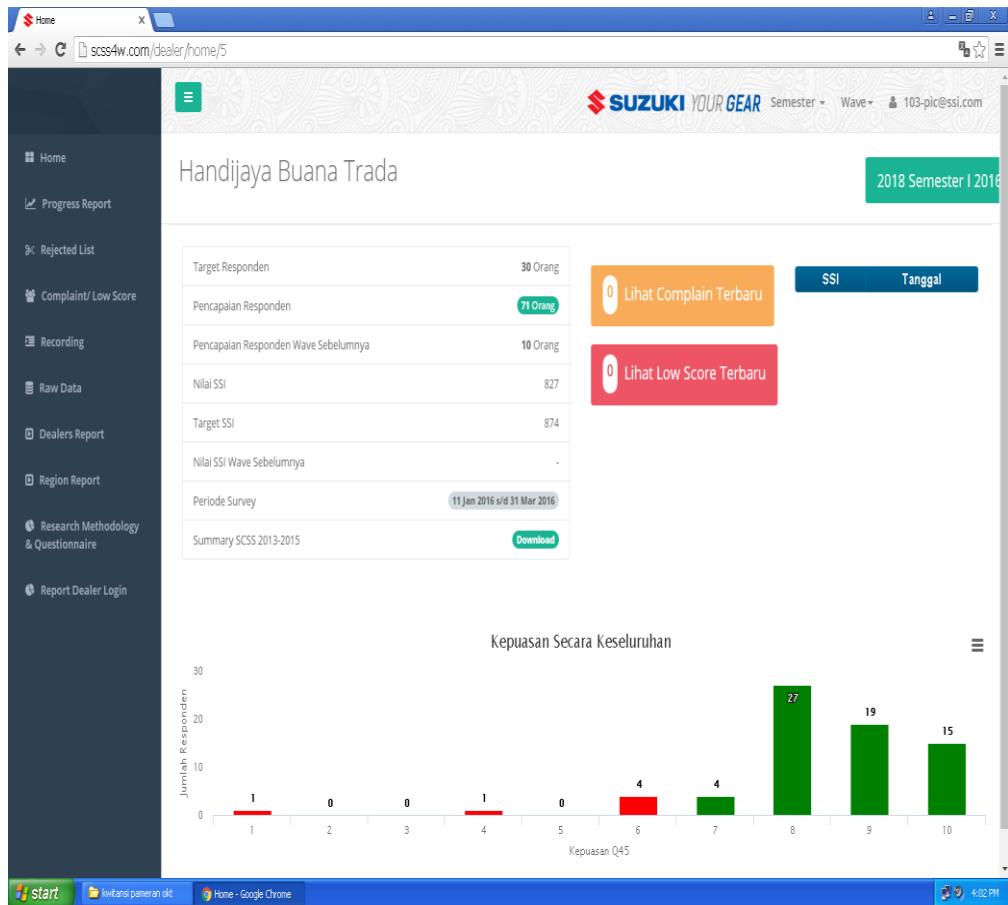 Home
scss4w.com/dealer/home/5
SUZUKI YOUR GEAR Semester Wave 103-pic@ssi.com
Home
Progress Report
Rejected List
Complaint/ Low Score
Recording
Raw Data
Dealers Report
Region Report
Research Methodology
& Questionnaire
Report Dealer Login
Handijaya Buana Trada
2018 Semester I 2016
Target Responden 30 Orang
Pencapaian Responden 71 Orang
Pencapaian Responden Wave Sebelumnya 10 Orang
Nilai SSI 827
Target SSI 874
Nilai SSI Wave Sebelumnya -
Periode Survey 11 Jan 2016 s/d 31 Mar 2016
Summary SCSS 2013-2015 Download
0 Lihat Complain Terbaru
0 Lihat Low Score Terbaru
SSI Tanggal
Kepuasan Secara Keseluruhan
Jumlah Responden
30
20
10
0
1 0 0 1 0 4 4 27 19 15
1 2 3 4 5 6 7 8 9 10
Kepuasan Q45
start kwitansi pameran okt Home - Google Chrome 4:02 PM